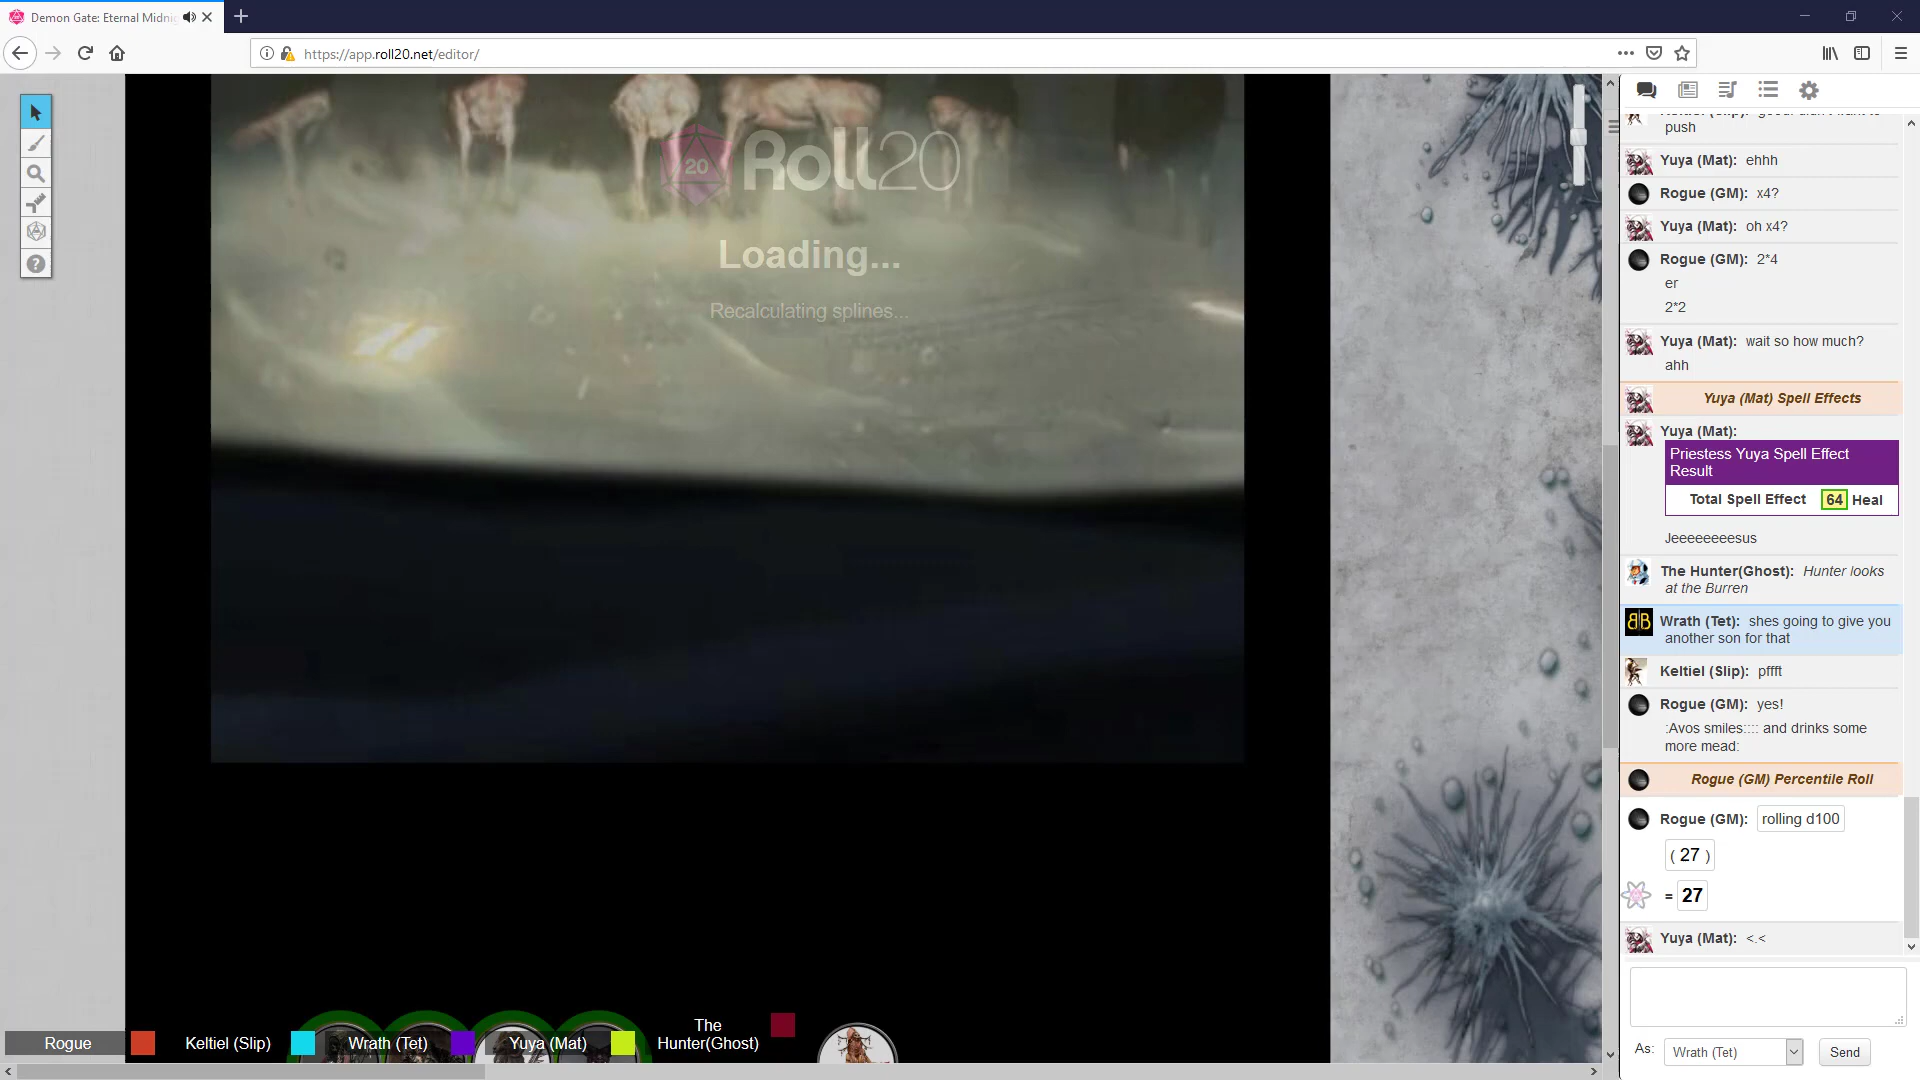 Demon Gate: Eternal Midnig
https://app.roll20.net/editor/
20 Roll20
Loading...
Recalculating splines...
push
Yuya (Mat): ehhh
Rogue (GM): x4?
Yuya (Mat): oh x4?
Rogue (GM): 2*4
er
2*2
Yuya (Mat): wait so how much?
ahh
Yuya (Mat) Spell Effects
Yuya (Mat):
Priestess Yuya Spell Effect
Result
Total Spell Effect 64 Heal
Jeeeeeeeesus
The Hunter(Ghost): Hunter looks
at the Burren
Wrath (Tet): shes going to give you
another son for that
Keltiel (Slip): pffft
Rogue (GM): yes!
:Avos smiles:::: and drinks some
more mead:
Rogue (GM) Percentile Roll
Rogue (GM): rolling d100
( 27 )
= 27
Yuya (Mat): <.<
As: Wrath (Tet) Send
Rogue
Keltiel (Slip)
Wrath (Tet)
Yuya (Mat)
The
Hunter(Ghost)